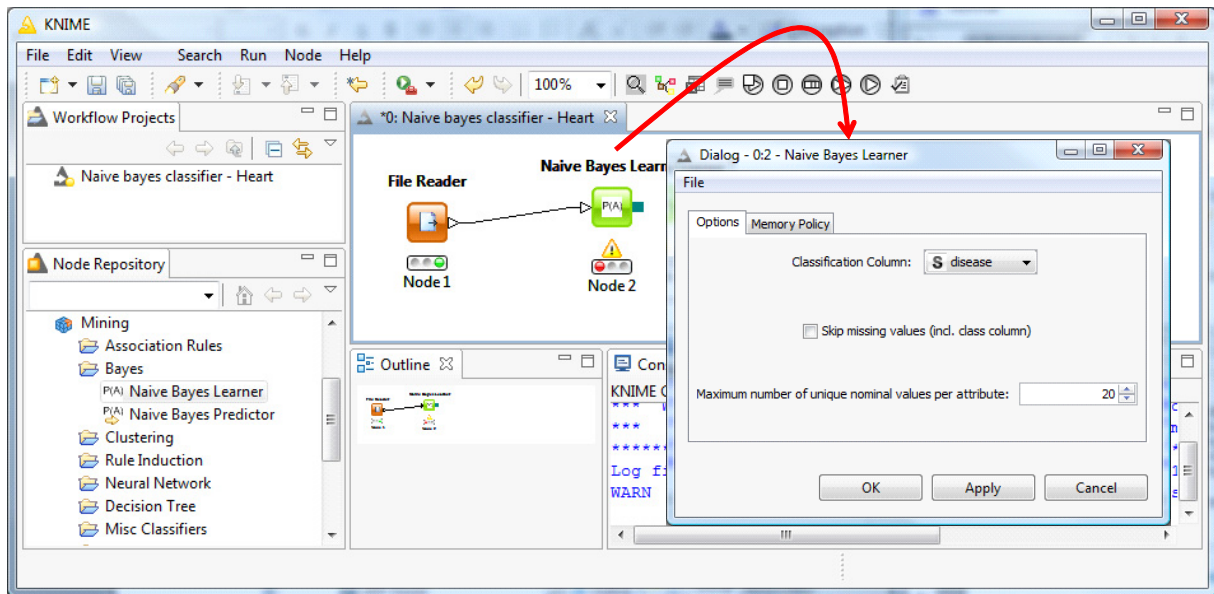 KNIME
File Edit View Search Run Node Help
100%
Workflow Projects
Naive bayes classifier - Heart
Node Repository
Mining
Association Rules
Bayes
P(A) Naive Bayes Learner
P(A) Naive Bayes Predictor
Clustering
Rule Induction
Neural Network
Decision Tree
Misc Classifiers
*0: Naive bayes classifier - Heart
File Reader
Node 1
Naive Bayes Learn
P(A)
Node 2
Outline
Con
KNIME C
***
***
Log f
WARN
Dialog - 0:2 - Naive Bayes Learner
File
Options Memory Policy
Classification Column: S disease
Skip missing values (incl. class column)
Maximum number of unique nominal values per attribute: 20
OK Apply Cancel